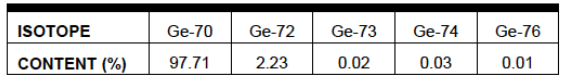 ISOTOPE Ge-70 Ge-72 Ge-73 Ge-74 Ge-76
CONTENT (%) 97.71 2.23 0.02 0.03 0.01